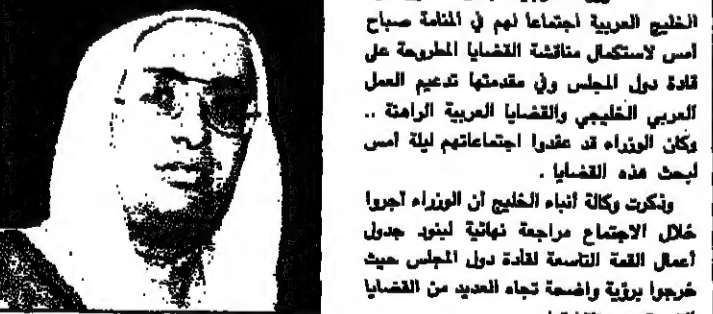 الخليج العربية اجتماعا لهم في المنامة صباح
أمس لاستكمال مناقشة القضايا المطروحة على
قادة دول المجلس وفي مقدمتها تدعيم العمل
العربي الخليجي والقضايا العربية الراهنة ..
وكان الوزراء قد عقدوا اجتماعاتهم ليلة أمس
لبحث هذه القضايا .
وذكرت وكالة أنباء الخليج أن الوزراء أجروا
خلال الاجتماع مراجعة نهائية لبنود جدول
أعمال القمة التاسعة لقادة دول المجلس حيث
خرجوا برؤية واضحة تجاه العديد من القضايا